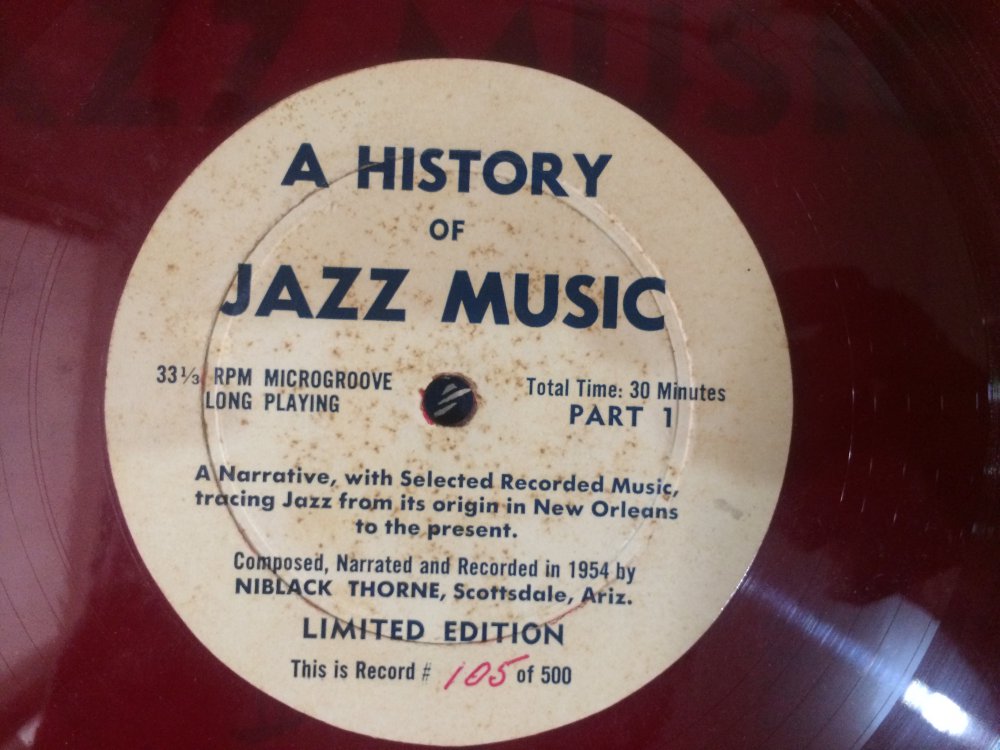 A HISTORY
OF
JAZZ MUSIC
33 1/3 RPM MICROGROOVE
LONG PLAYING
Total Time: 30 Minutes
PART 1
A Narrative, with Selected Recorded Music,
tracing Jazz from its origin in New Orleans
to the present.
Composed, Narrated and Recorded in 1954 by
NIBLACK THORNE, Scottsdale, Ariz.
LIMITED EDITION
This is Record # 105 of 500